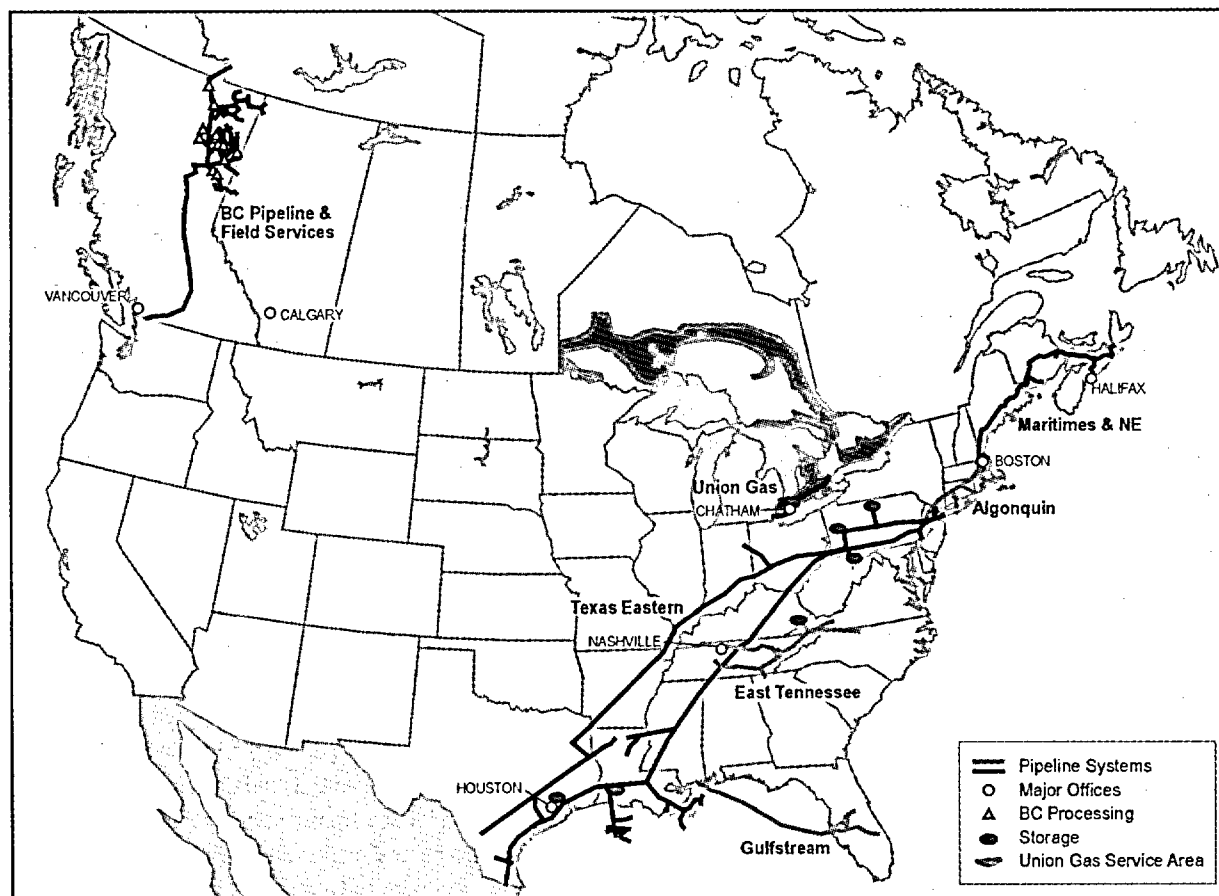 BC Pipeline &
Field Services
VANCOUVER
CALGARY
HALIFAX
Maritimes & NE
BOSTON
Union Gas
CHATHAM
Algonquin
Texas Eastern
NASHVILLE
East Tennessee
HOUSTON
Gulfstream
Pipeline Systems
Major Offices
BC Processing
Storage
Union Gas Service Area